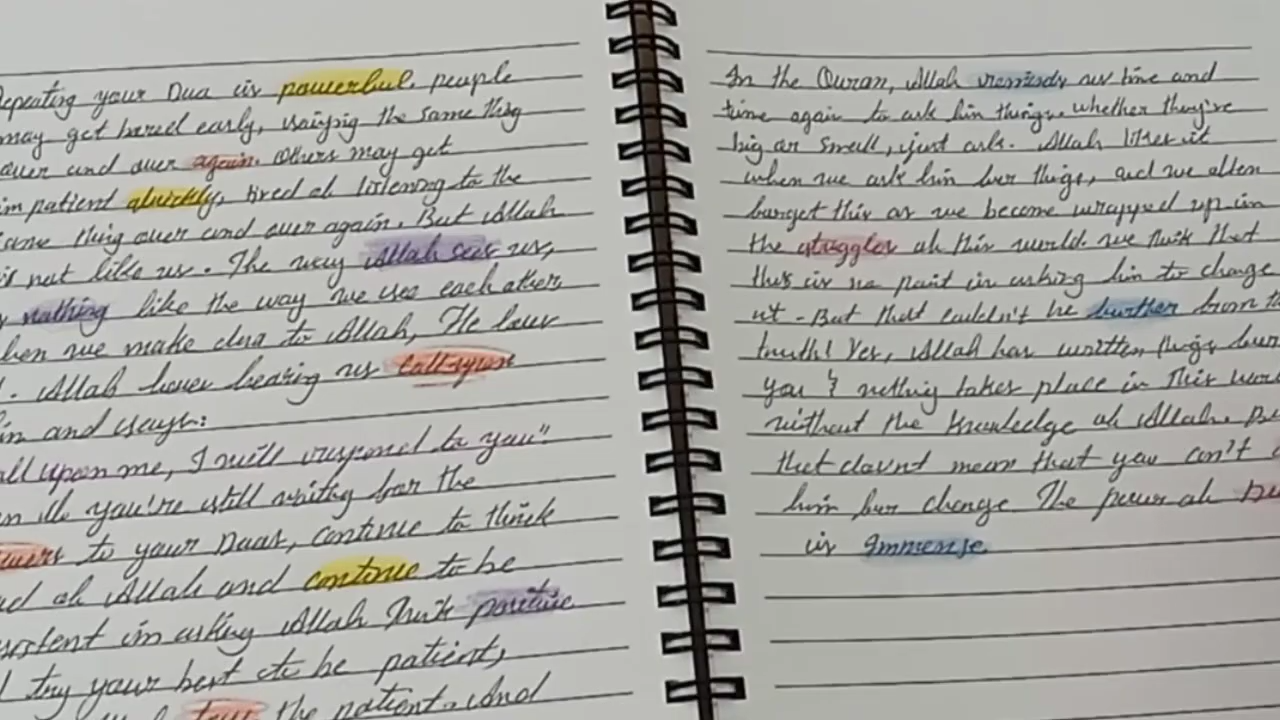 Repeating your Dua is powerful. people
may get bored early, saying the same thing
over and over again. Others may get
impatient quickly, tired of listening to the
same thing over and over again. But Allah
is not like us. The way Allah sees us,
nothing like the way we see each other
when we make dua to Allah, He loves
. Allah loves hearing us call upon
and says:
all upon me, I will respond to you"
if you're still waiting for the
to your Duas, continue to think
of Allah and continue to be
in asking Allah. Think positive
try your best to be patient,
the patient. And
In the Quran, Allah reminds us time and
time again to ask him things, whether they're
big or small, just ask. Allah likes it
when we ask him for things, and we often
forget this as we become wrapped up in
the struggles of this world. we think that
this is no point in asking him to change
it - But that couldn't be further from t
truth! Yes, Allah has written things for
you & nothing takes place in this wor
without the knowledge of Allah. B
that doesn't mean that you can't
him for change. The power of
is immense